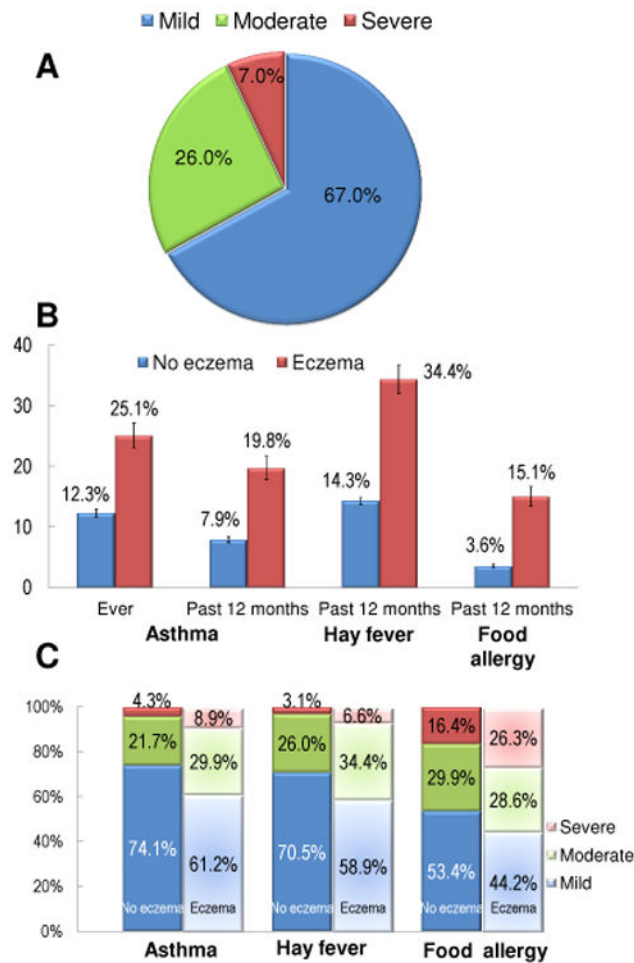 Mild Moderate Severe
A
7.0%
26.0%
67.0%
B
40
No eczema Eczema
34.4%
30
25.1%
19.8%
20
12.3%
14.3%
15.1%
7.9%
10
3.6%
0
Ever Past 12 months Past 12 months Past 12 months
Asthma Hay fever Food
allergy
C
100%
4.3% 3.1%
8.9% 6.6%
16.4% 26.3%
80%
21.7% 29.9% 26.0% 34.4%
60%
29.9% 28.6%
Severe
40%
74.1% 61.2% 70.5% 58.9%
Moderate
53.4% 44.2%
Mild
20%
No eczema Eczema No eczema Eczema No eczema Eczema
0%
Asthma Hay fever Food allergy